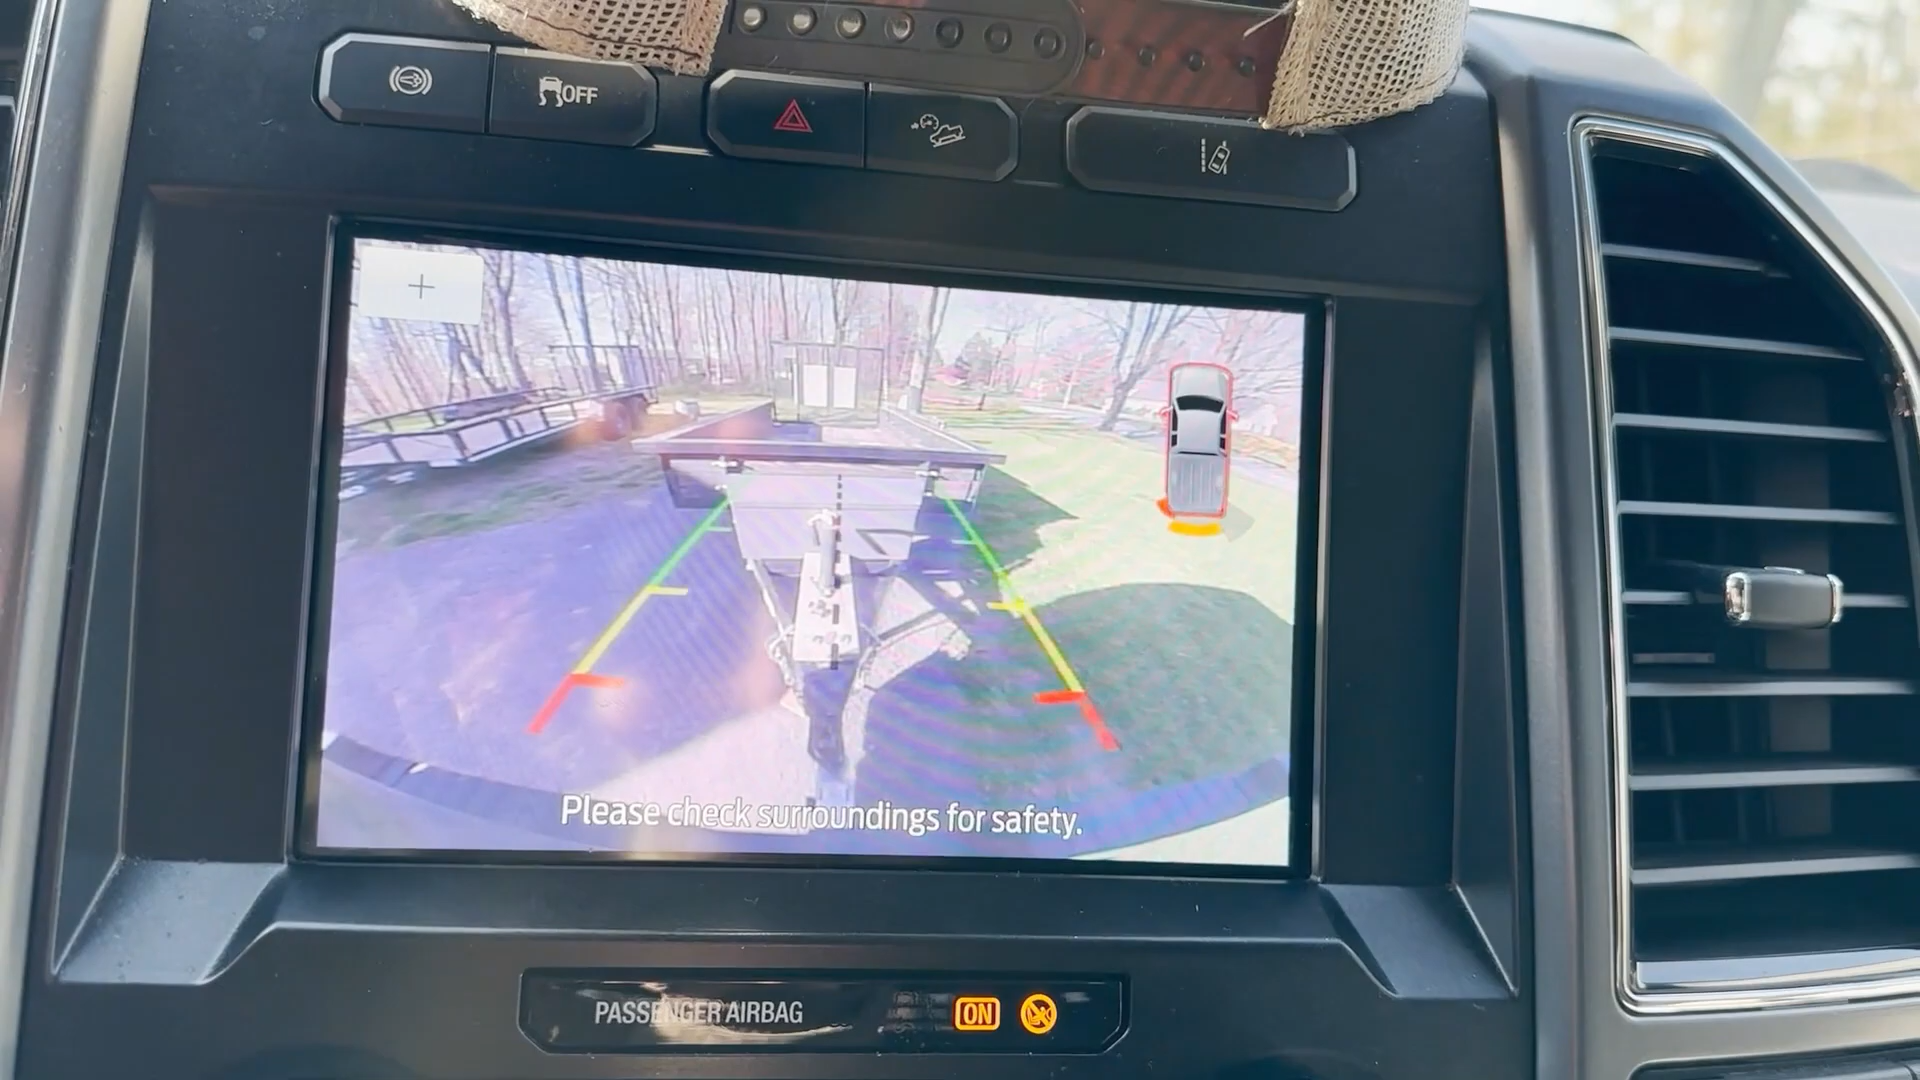 OFF
+
Please check surroundings for safety.
PASSENGER AIRBAG
ON